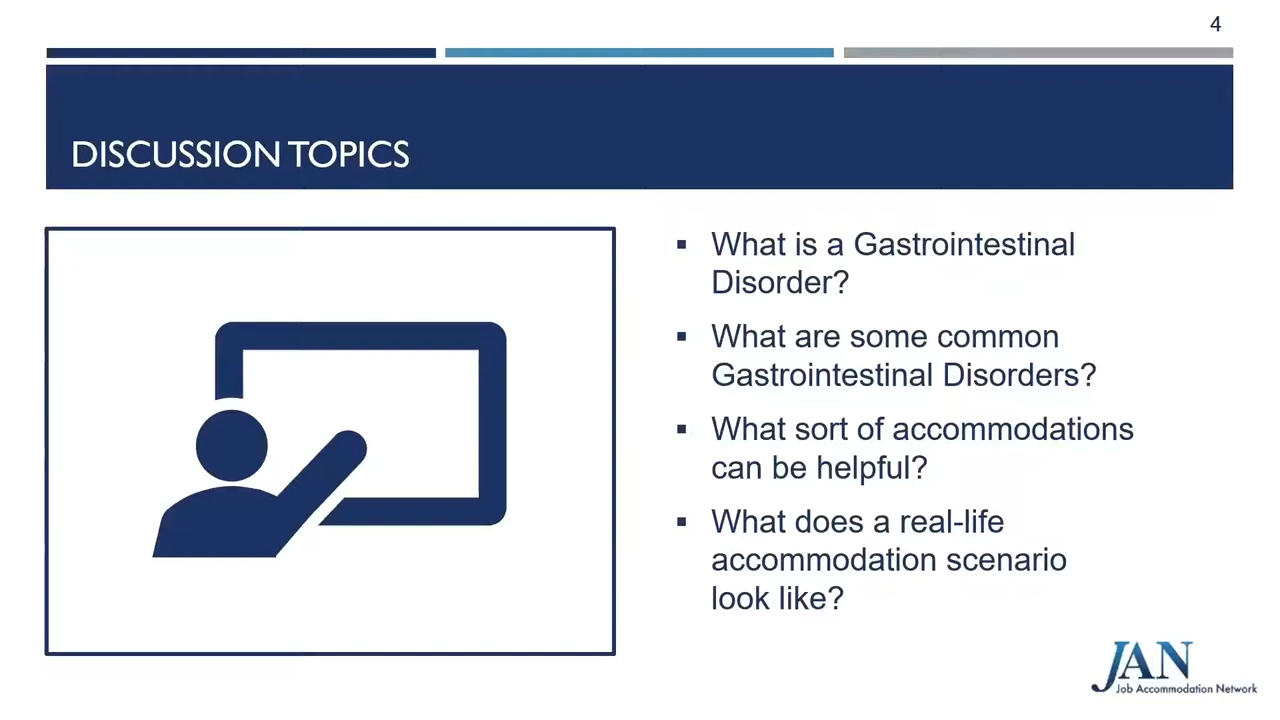 4
DISCUSSION TOPICS
▪ What is a Gastrointestinal
Disorder?
▪ What are some common
Gastrointestinal Disorders?
▪ What sort of accommodations
can be helpful?
▪ What does a real-life
accommodation scenario
look like?
JAN
Job Accommodation Network